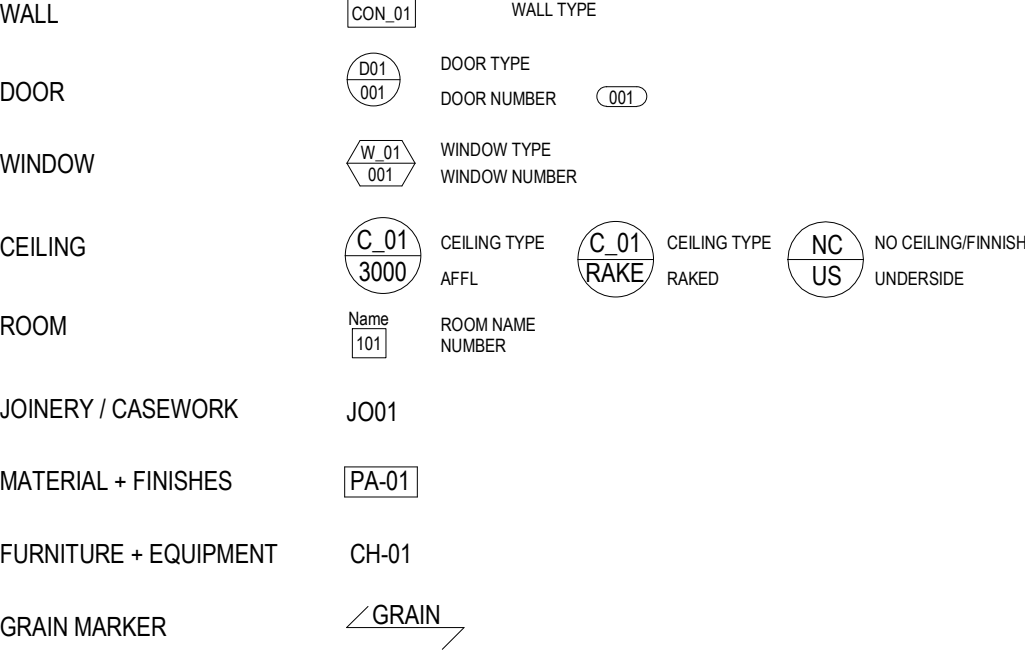 WALL
CON_01
WALL TYPE
DOOR
D01
001
DOOR TYPE
DOOR NUMBER
001
WINDOW
W_01
001
WINDOW TYPE
WINDOW NUMBER
CEILING
C_01
3000
CEILING TYPE
AFFL
C_01
RAKE
CEILING TYPE
RAKED
NC
US
NO CEILING/FINNISH
UNDERSIDE
ROOM
Name
101
ROOM NAME
NUMBER
JOINERY / CASEWORK
JO01
MATERIAL + FINISHES
PA-01
FURNITURE + EQUIPMENT
CH-01
GRAIN MARKER
GRAIN